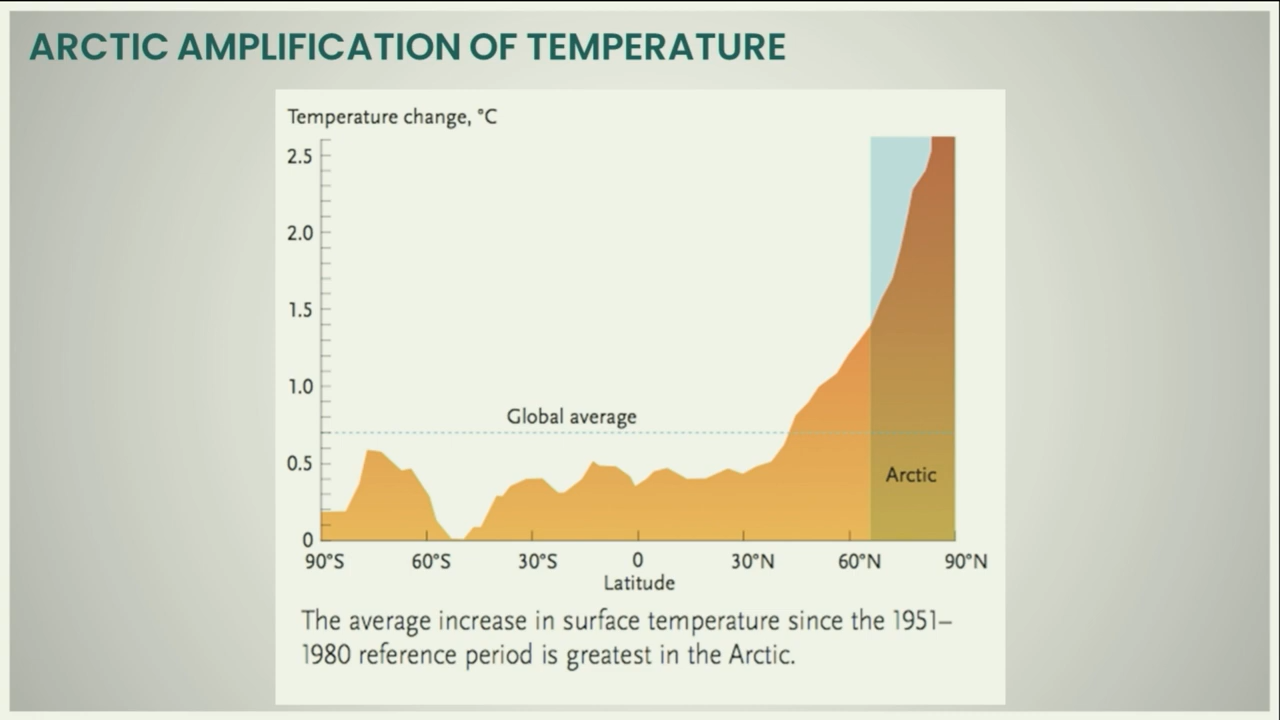 ARCTIC AMPLIFICATION OF TEMPERATURE
Temperature change, °C
2.5
2.0
1.5
1.0
Global average
0.5
Arctic
0
90°S 60°S 30°S 0 30°N 60°N 90°N
Latitude
The average increase in surface temperature since the 1951–
1980 reference period is greatest in the Arctic.